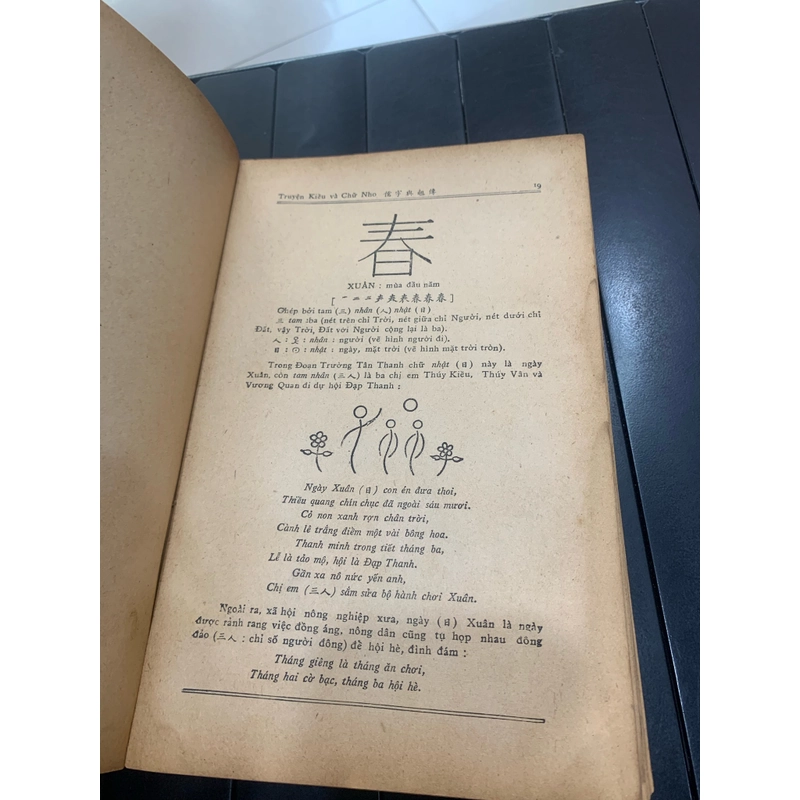 Truyện Kiều và Chữ Nho 儒字與翹傳 19
春
XUÂN : mùa đầu năm
[ 春春 ]
Chép bởi tam (三) nhân (人) nhật (日)
三 tam : ba (nét trên chỉ Trời, nét giữa chỉ Người, nét dưới chỉ
Đất, vậy Trời, Đất với Người cộng lại là ba).
人 : nhân : người (vẽ hình người đi).
日 : nhật : ngày, mặt trời (vẽ hình mặt trời tròn).
Trong Đoạn Trường Tân Thanh chữ nhật (日) này là ngày
Xuân, còn tam nhân (三人) là ba chị em Thúy Kiều, Thúy Vân và
Vương Quan đi dự hội Đạp Thanh :
Ngày Xuân (日) con én đưa thoi,
Thiều quang chín chục đã ngoài sáu mươi.
Cỏ non xanh rợn chân trời,
Cành lê trắng điểm một vài bông hoa.
Thanh minh trong tiết tháng ba,
Lễ là tảo mộ, hội là Đạp Thanh.
Gần xa nô nức yến anh,
Chị em (三人) sắm sửa bộ hành chơi Xuân.
Ngoài ra, xã hội nông nghiệp xưa, ngày (日) Xuân là ngày
được rảnh rang việc đồng áng, nông dân cũng tụ họp nhau đông
đảo (三人 : chỉ số người đông) để hội hè, đình đám :
Tháng giêng là tháng ăn chơi,
Tháng hai cờ bạc, tháng ba hội hè.